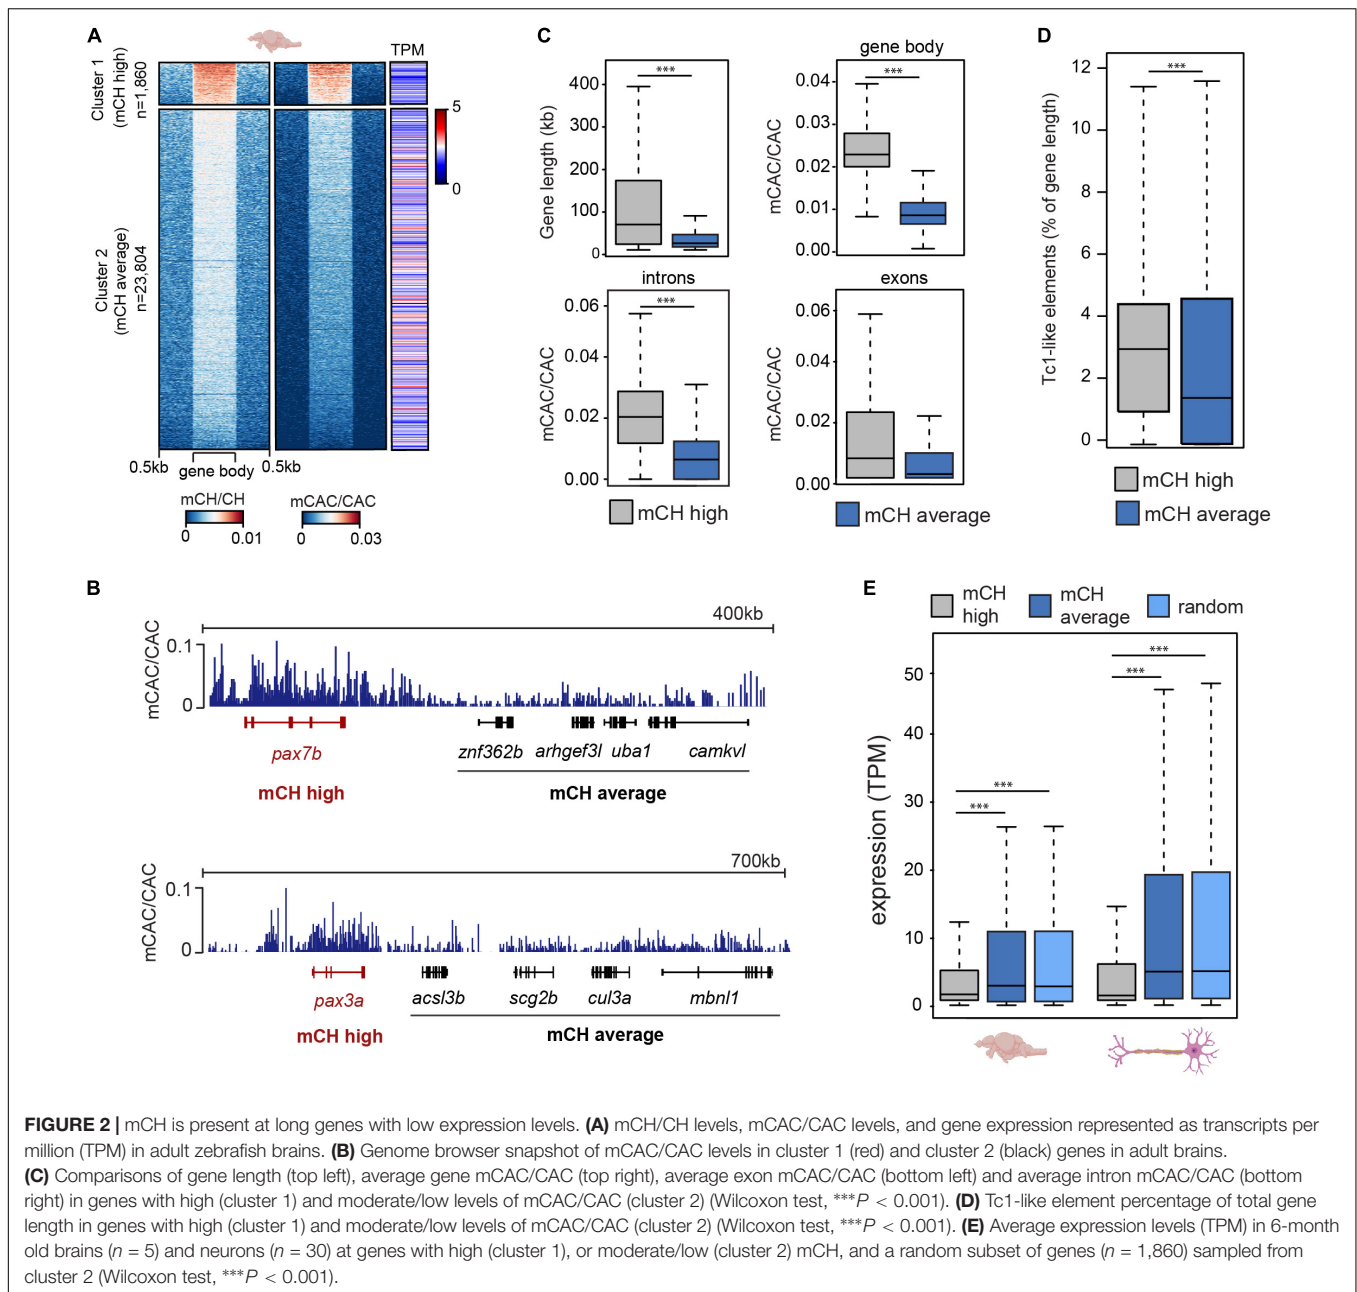 A
TPM
Cluster 1
(mCH high)
n=1,860
5
0
Cluster 2
(mCH average)
n=23,804
0.5kb
gene body
0.5kb
mCH/CH
0
0.01
mCAC/CAC
0
0.03
B
400kb
mCAC/CAC
0.1
0
pax7b
znf362b
arhgef3l
uba1
camkvl
mCH high
mCH average
700kb
mCAC/CAC
0.1
0
pax3a
acsl3b
scg2b
cul3a
mbnl1
mCH high
mCH average
C
Gene length (kb)
400
300
200
100
0
***
gene body
mCAC/CAC
0.04
0.03
0.02
0.01
0.00
***
introns
mCAC/CAC
0.06
0.04
0.02
0.00
***
exons
mCAC/CAC
0.06
0.04
0.02
0.00
mCH high
mCH average
D
Tc1-like elements (% of gene length)
12
10
8
6
4
2
0
***
mCH high
mCH average
E
mCH
high
mCH
average
random
expression (TPM)
50
40
30
20
10
0
***
***
***
***
FIGURE 2 | mCH is present at long genes with low expression levels. (A) mCH/CH levels, mCAC/CAC levels, and gene expression represented as transcripts per
million (TPM) in adult zebrafish brains. (B) Genome browser snapshot of mCAC/CAC levels in cluster 1 (red) and cluster 2 (black) genes in adult brains.
(C) Comparisons of gene length (top left), average gene mCAC/CAC (top right), average exon mCAC/CAC (bottom left) and average intron mCAC/CAC (bottom
right) in genes with high (cluster 1) and moderate/low levels of mCAC/CAC (cluster 2) (Wilcoxon test, ***P < 0.001). (D) Tc1-like element percentage of total gene
length in genes with high (cluster 1) and moderate/low levels of mCAC/CAC (cluster 2) (Wilcoxon test, ***P < 0.001). (E) Average expression levels (TPM) in 6-month
old brains (n = 5) and neurons (n = 30) at genes with high (cluster 1), or moderate/low (cluster 2) mCH, and a random subset of genes (n = 1,860) sampled from
cluster 2 (Wilcoxon test, ***P < 0.001).